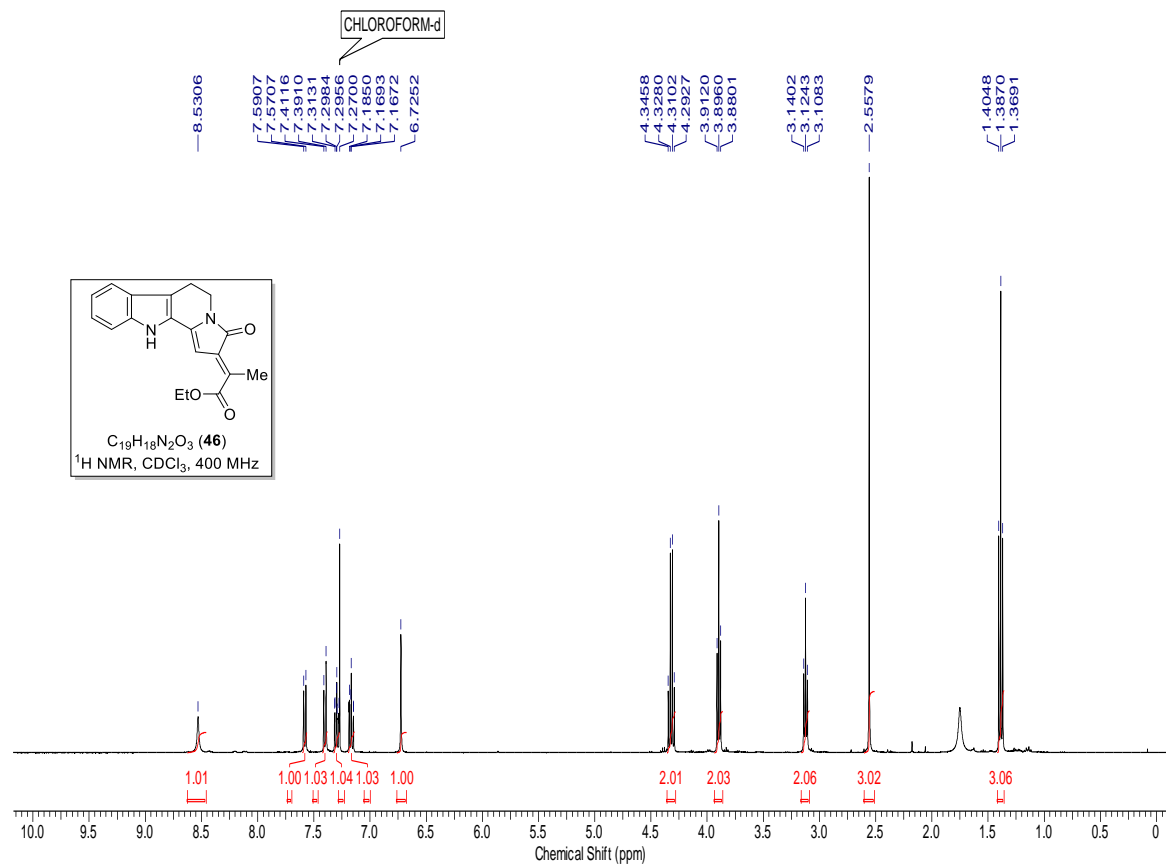 CHLOROFORM-d
8.5306
7.5907
7.5707
7.4116
7.3910
7.3131
7.2984
7.2956
7.2700
7.1850
7.1693
7.1672
6.7252
4.3458
4.3280
4.3102
4.2927
3.9120
3.8960
3.8801
3.1402
3.1243
3.1083
2.5579
1.4048
1.3870
1.3691
N
H
N
O
Me
EtO
O
C₁₉H₁₈N₂O₃ (46)
¹H NMR, CDCl₃, 400 MHz
1.01 1.00 1.03 1.04 1.03 1.00 2.01 2.03 2.06 3.02 3.06
10.0 9.5 9.0 8.5 8.0 7.5 7.0 6.5 6.0 5.5 5.0 4.5 4.0 3.5 3.0 2.5 2.0 1.5 1.0 0.5 0
Chemical Shift (ppm)